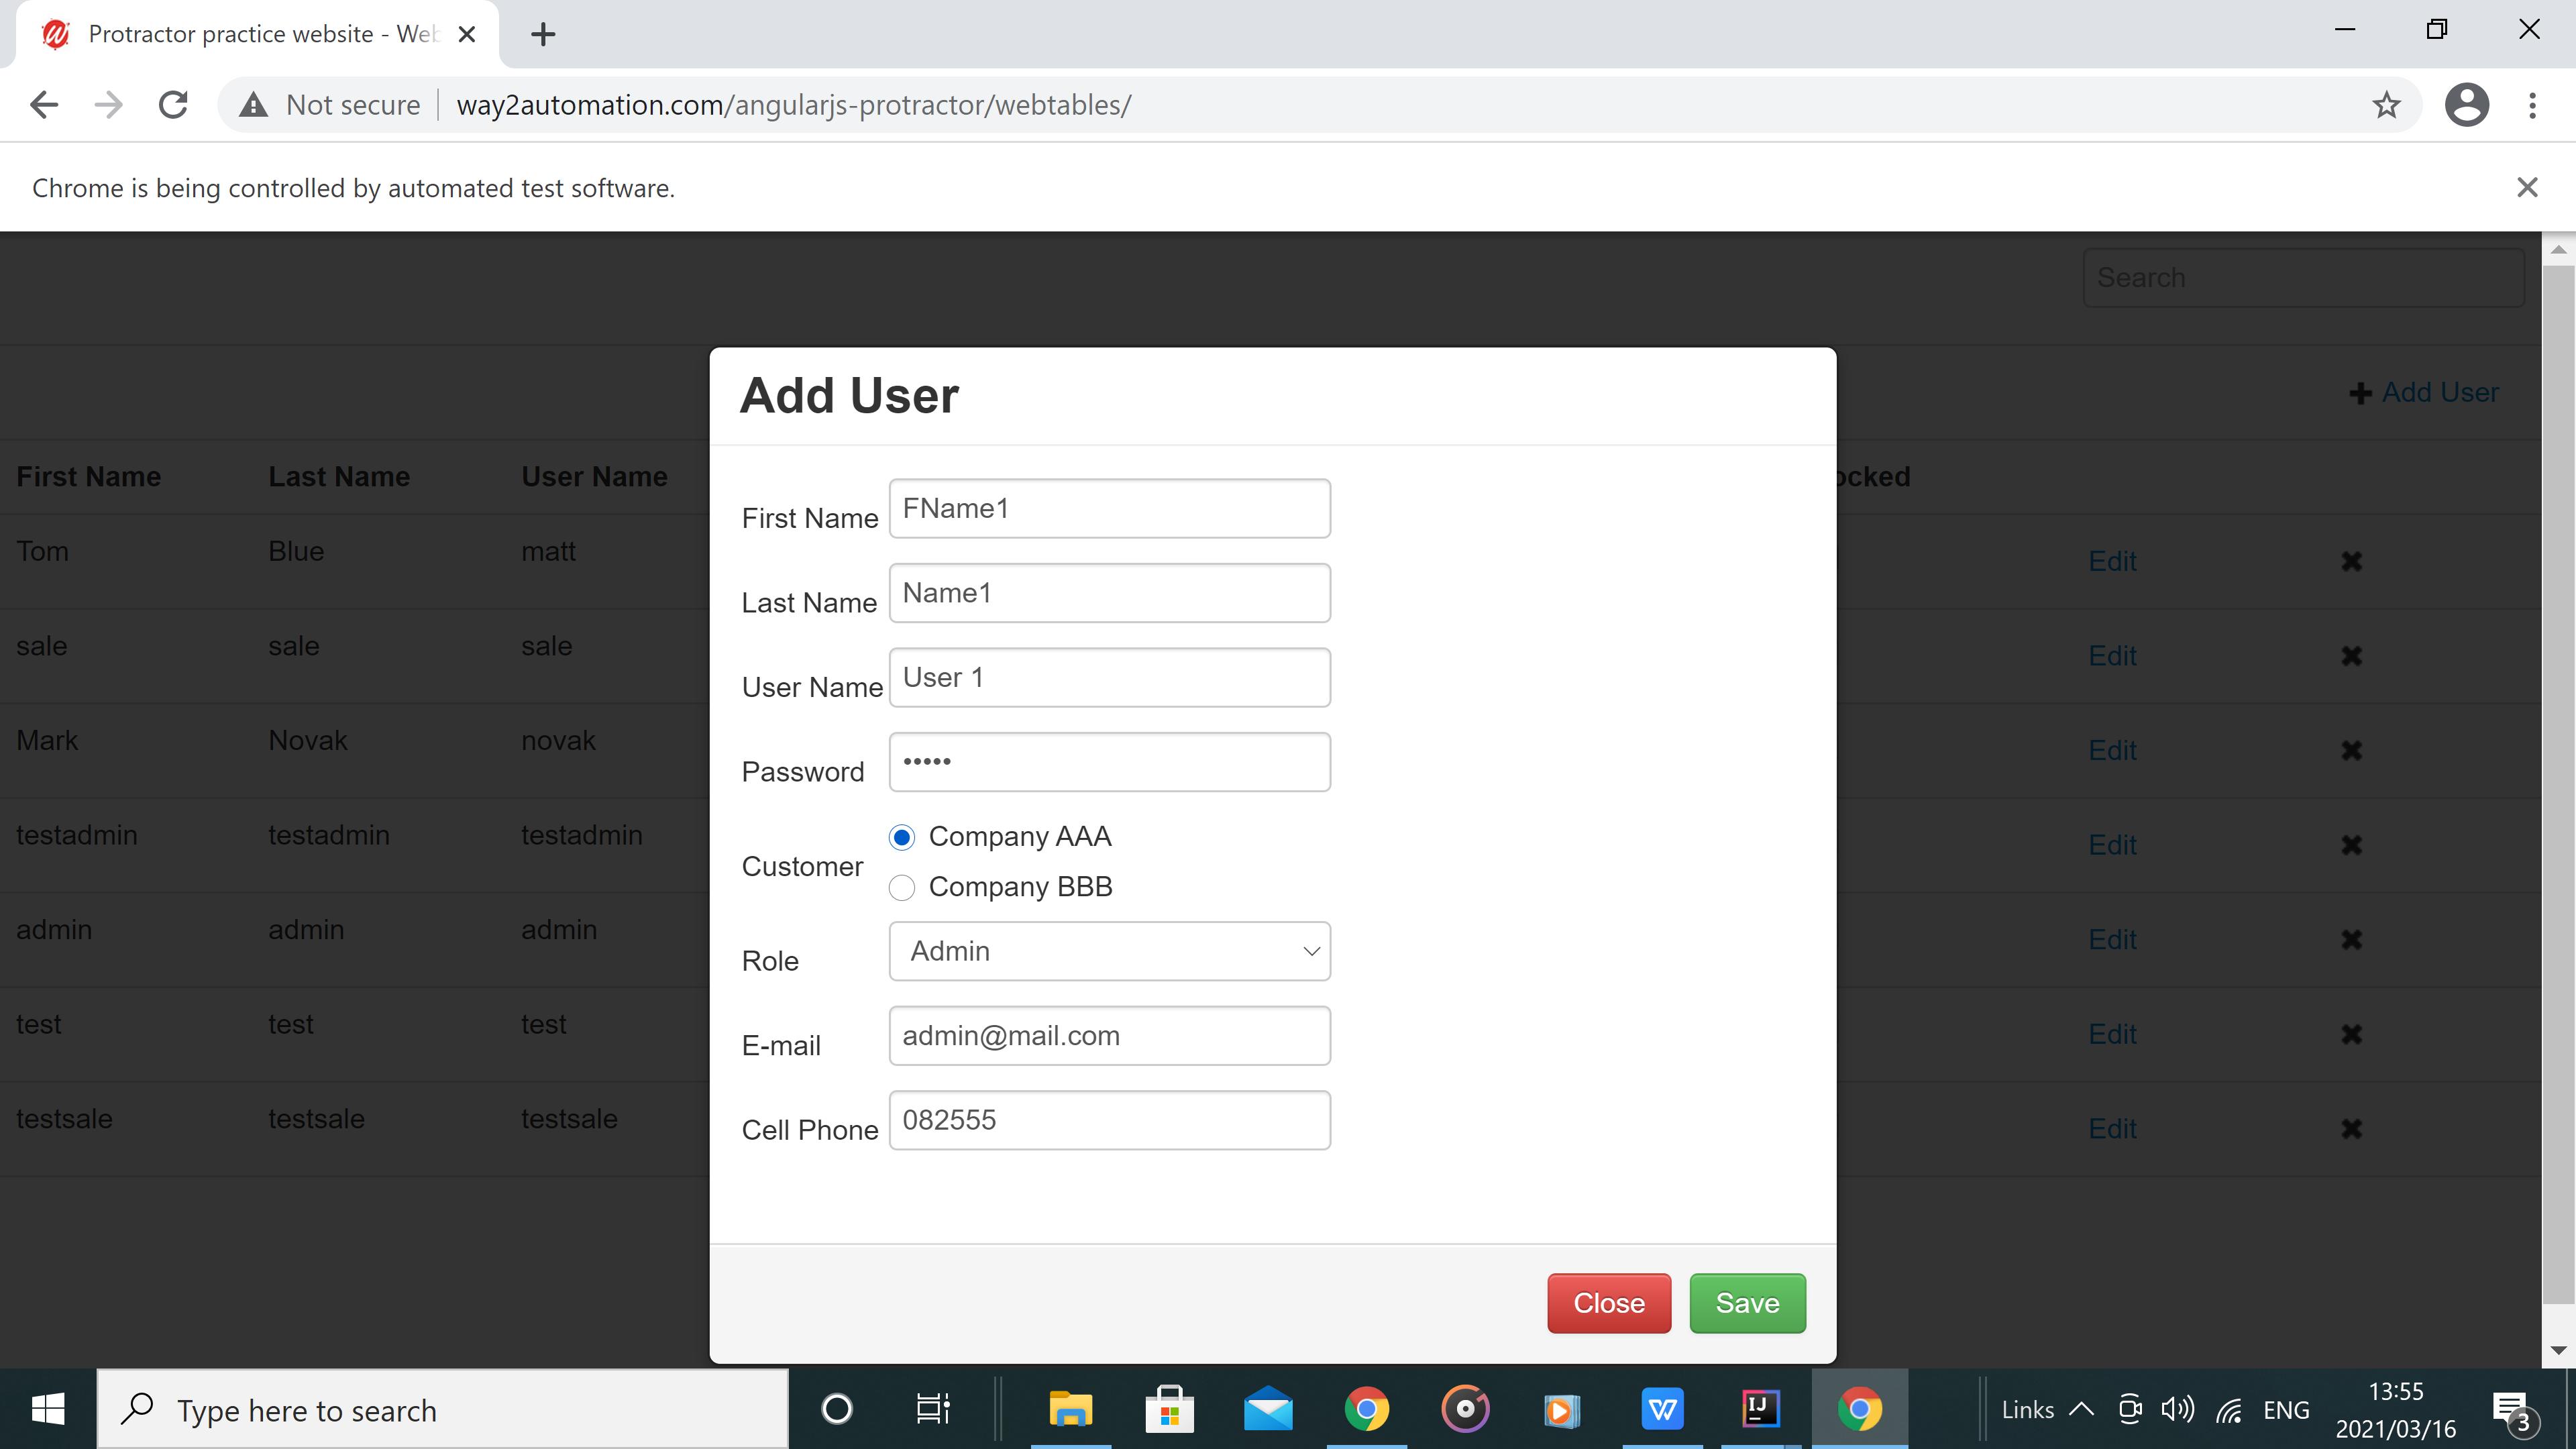 Protractor practice website - Web
Not secure
way2automation.com/angularjs-protractor/webtables/
Chrome is being controlled by automated test software.
Search
Add User
Add User
First Name Last Name User Name ocked
First Name FName1
Tom Blue matt Edit
Last Name Name1
sale sale sale Edit
User Name User 1
Mark Novak novak Edit
Password •••••
testadmin testadmin testadmin Edit
Company AAA
Customer
Company BBB
admin admin admin Edit
Role Admin
test test test Edit
E-mail admin@mail.com
testsale testsale testsale Edit
Cell Phone 082555
Close Save
Type here to search
IJ
Links
ENG
13:55
2021/03/16
3